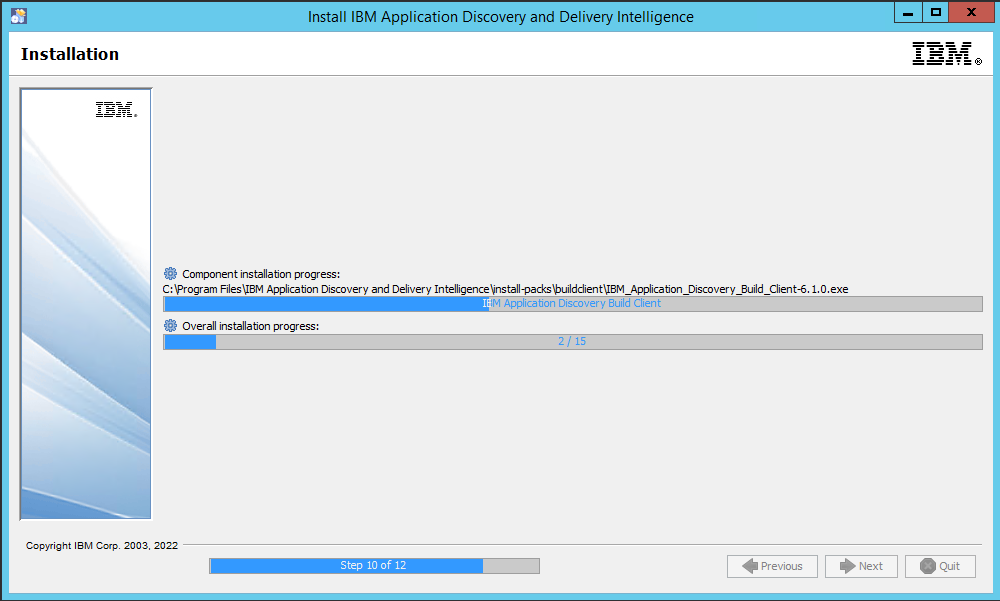 Install IBM Application Discovery and Delivery Intelligence
Installation
IBM®
IBM®
Component installation progress:
C:\Program Files\IBM Application Discovery and Delivery Intelligence\install-packs\buildclient\IBM_Application_Discovery_Build_Client-6.1.0.exe
IBM Application Discovery Build Client
Overall installation progress:
2 / 15
Copyright IBM Corp. 2003, 2022
Step 10 of 12
Previous
Next
Quit